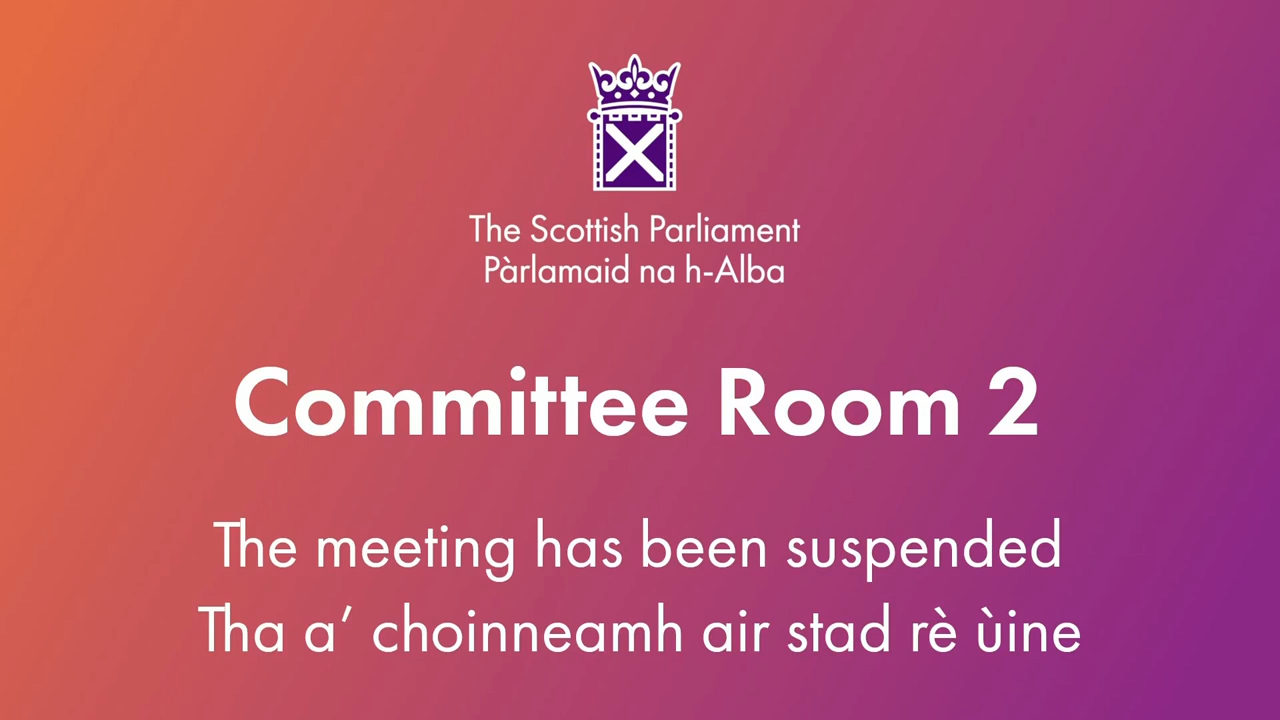 The Scottish Parliament
Pàrlamaid na h-Alba
Committee Room 2
The meeting has been suspended
Tha a’ choinneamh air stad rè ùine